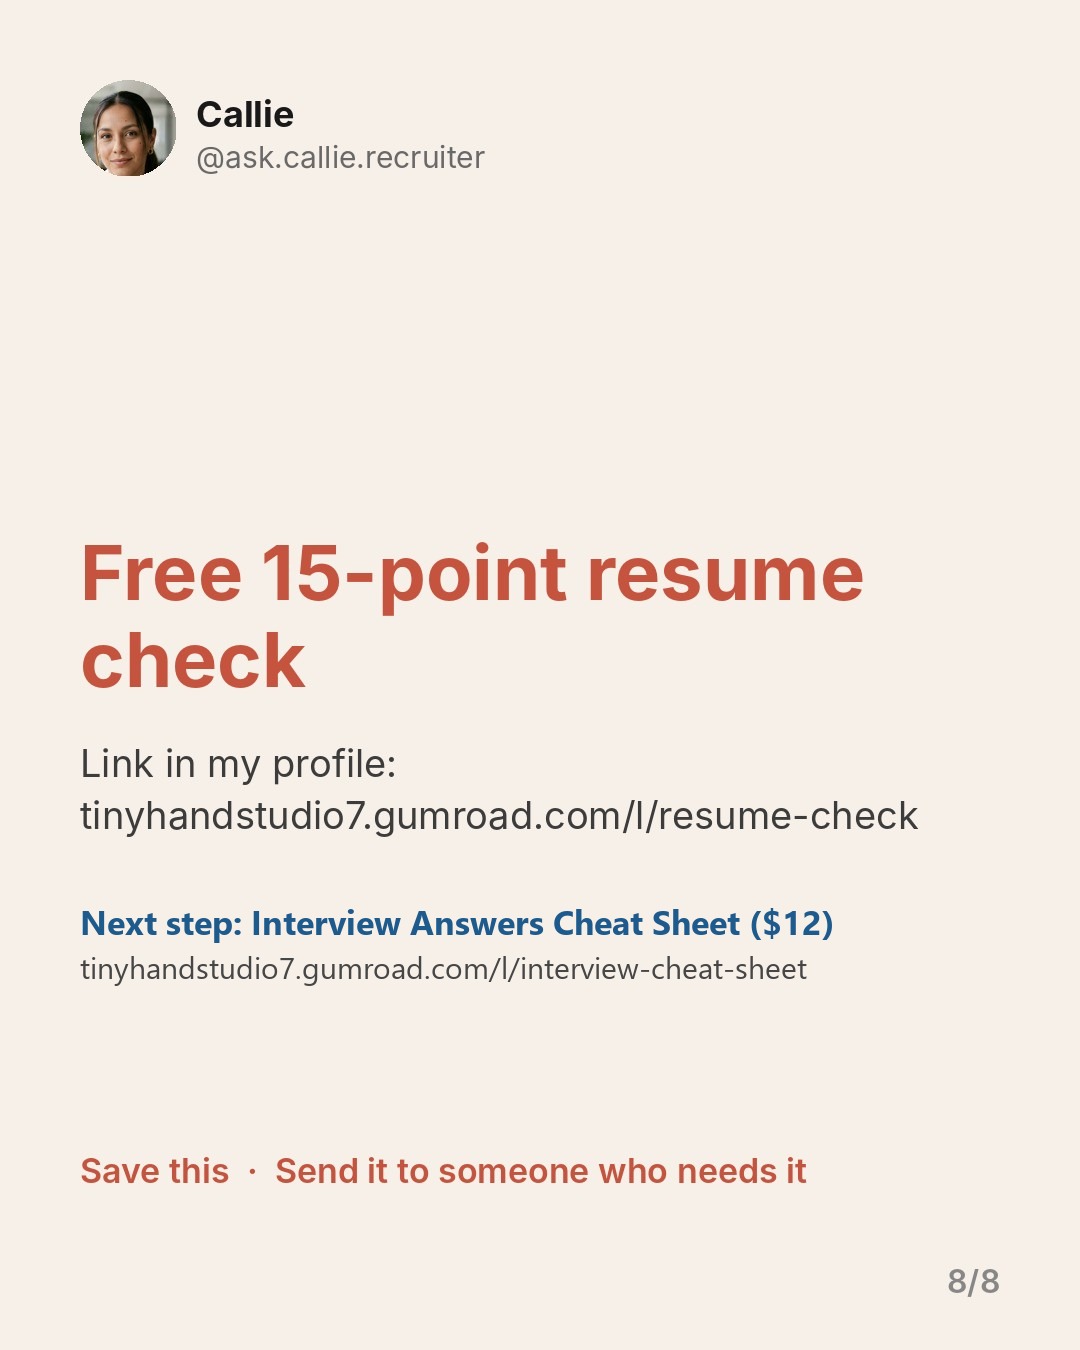 Callie
@ask.callie.recruiter
Free 15-point resume
check
Link in my profile:
tinyhandstudio7.gumroad.com/l/resume-check
Next step: Interview Answers Cheat Sheet ($12)
tinyhandstudio7.gumroad.com/l/interview-cheat-sheet
Save this · Send it to someone who needs it
8/8